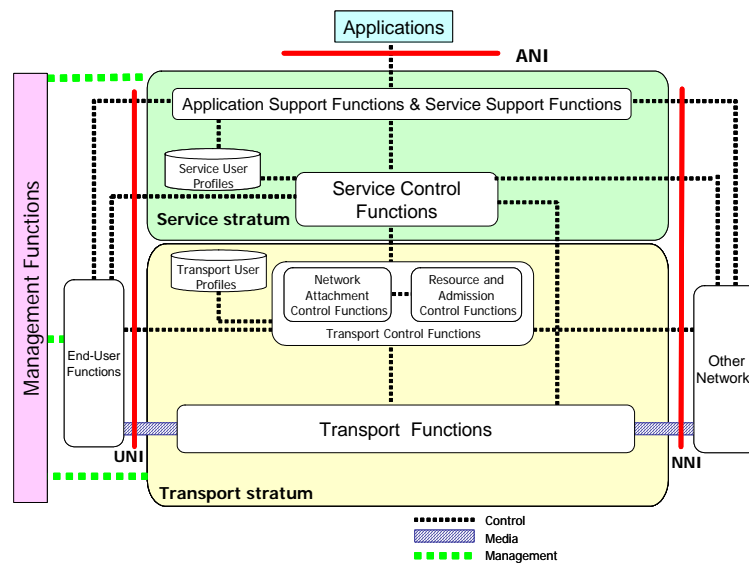 Applications
ANI
Application Support Functions & Service Support Functions
Service User
Profiles
Service Control
Functions
Service stratum
Management Functions
Transport User
Profiles
Network
Attachment
Control Functions
Resource and
Admission
Control Functions
Transport Control Functions
End-User
Functions
Other
Networks
Transport Functions
UNI
NNI
Transport stratum
Control
Media
Management